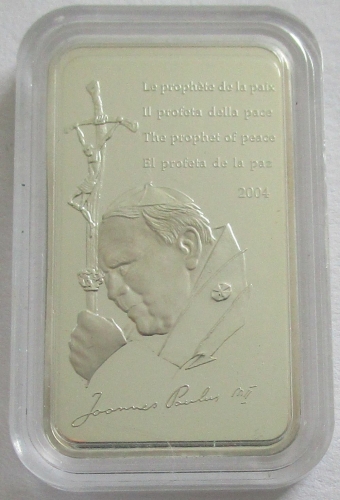 Le prophète de la paix
Il profeta della pace
The prophet of peace
El profeta de la paz
2004
Joannes Paulus II